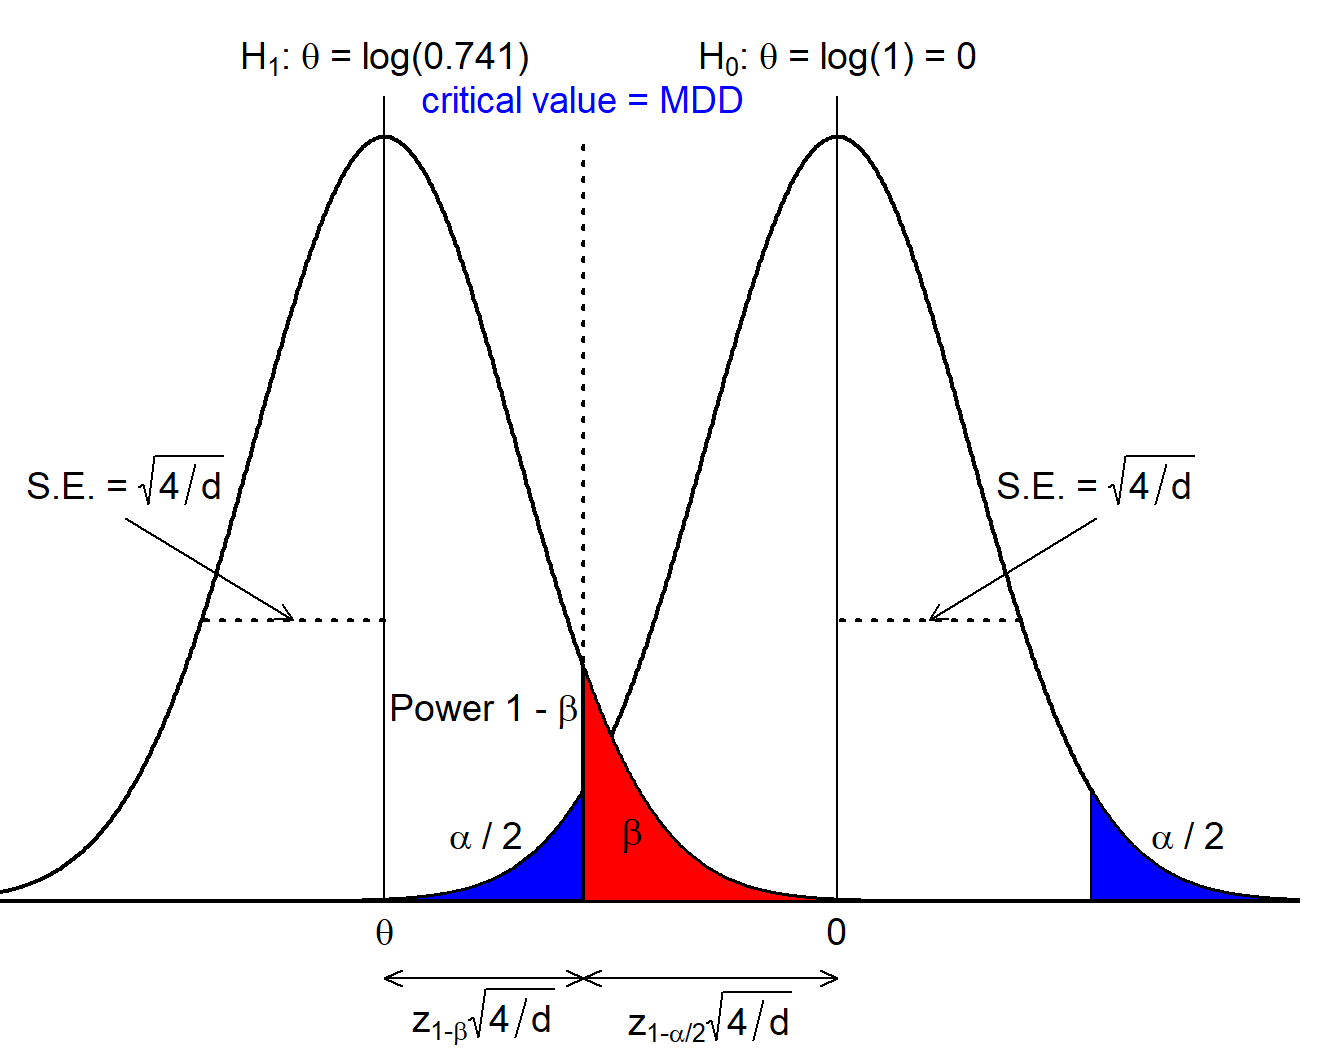 H₁: θ = log(0.741)
H₀: θ = log(1) = 0
critical value = MDD
S.E. = √4/d
S.E. = √4/d
Power 1 - β
α / 2
β
α / 2
θ
0
z₁₋β√4/d
z₁₋α/₂√4/d